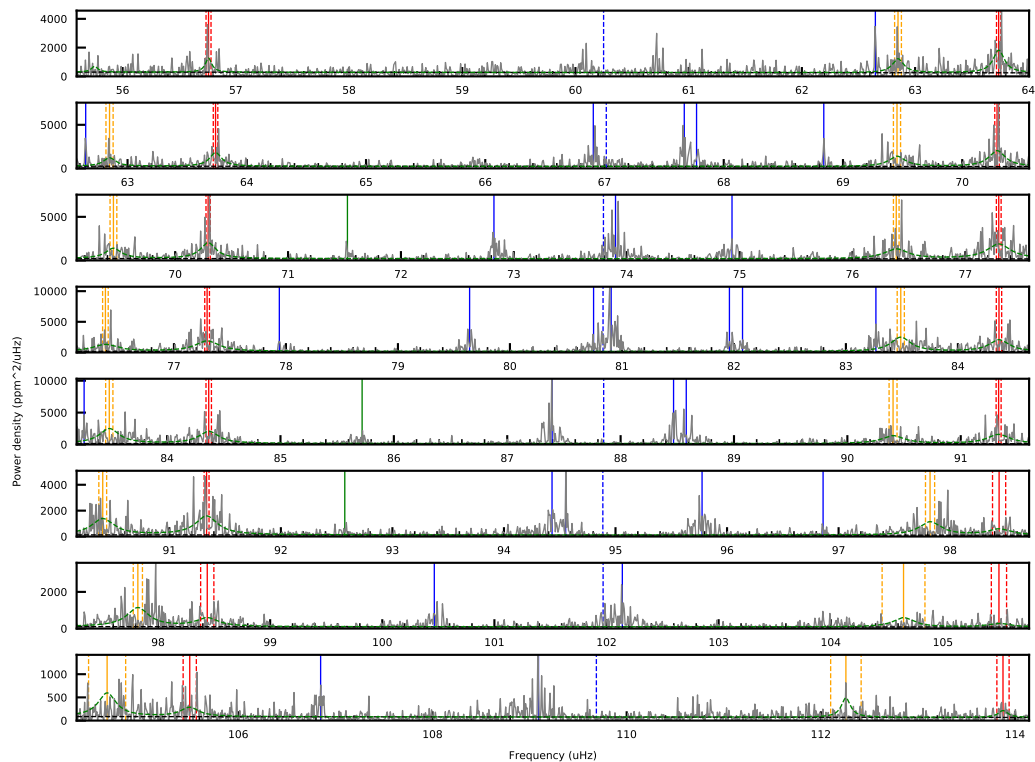 4000
2000
0
56 57 58 59 60 61 62 63 64
5000
0
63 64 65 66 67 68 69 70
5000
0
70 71 72 73 74 75 76 77
10000
5000
0
77 78 79 80 81 82 83 84
10000
5000
0
84 85 86 87 88 89 90 91
Power density (ppm^2/uHz)
5000
2500
0
91 92 93 94 95 96 97 98
2000
0
98 99 100 101 102 103 104 105
1000
500
0
106 108 110 112 114
Frequency (uHz)